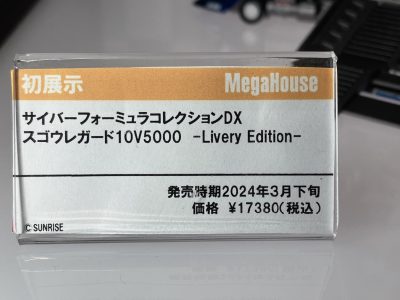 初展示 MegaHouse
サイバーフォーミュラコレクションDX
スゴウレガード10V5000 -Livery Edition-
発売時期2024年3月下旬
価格 ¥17380(税込)
C SUNRISE